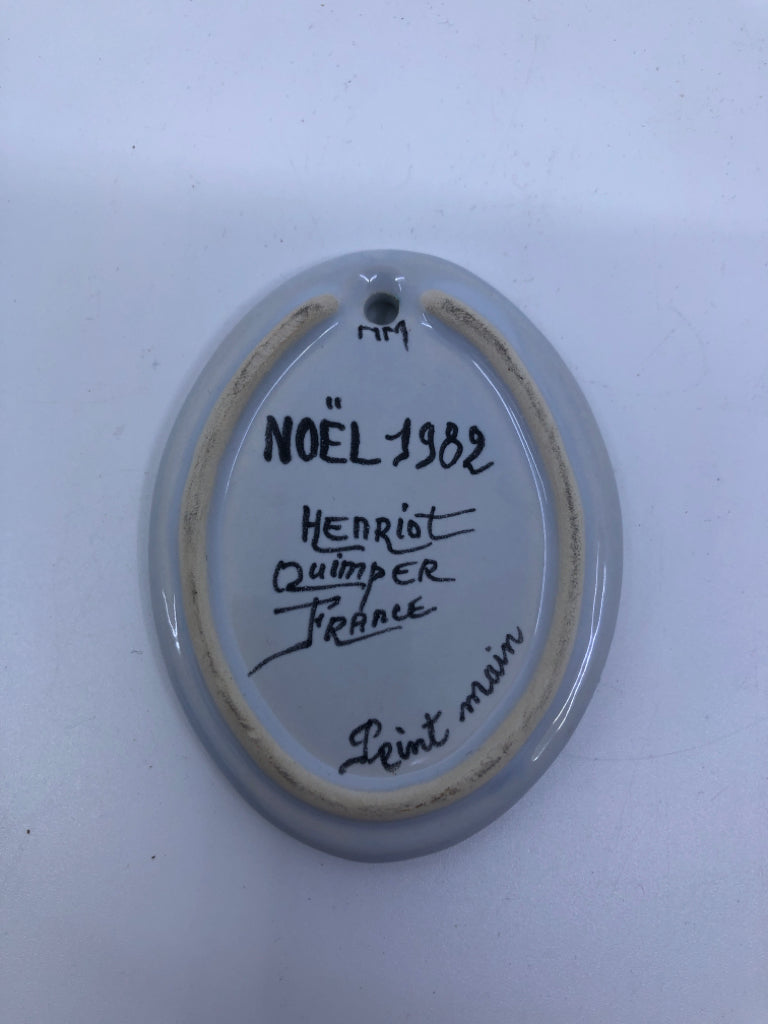 MM
NOËL 1982
HENRIOT
QUIMPER
FRANCE
Peint main